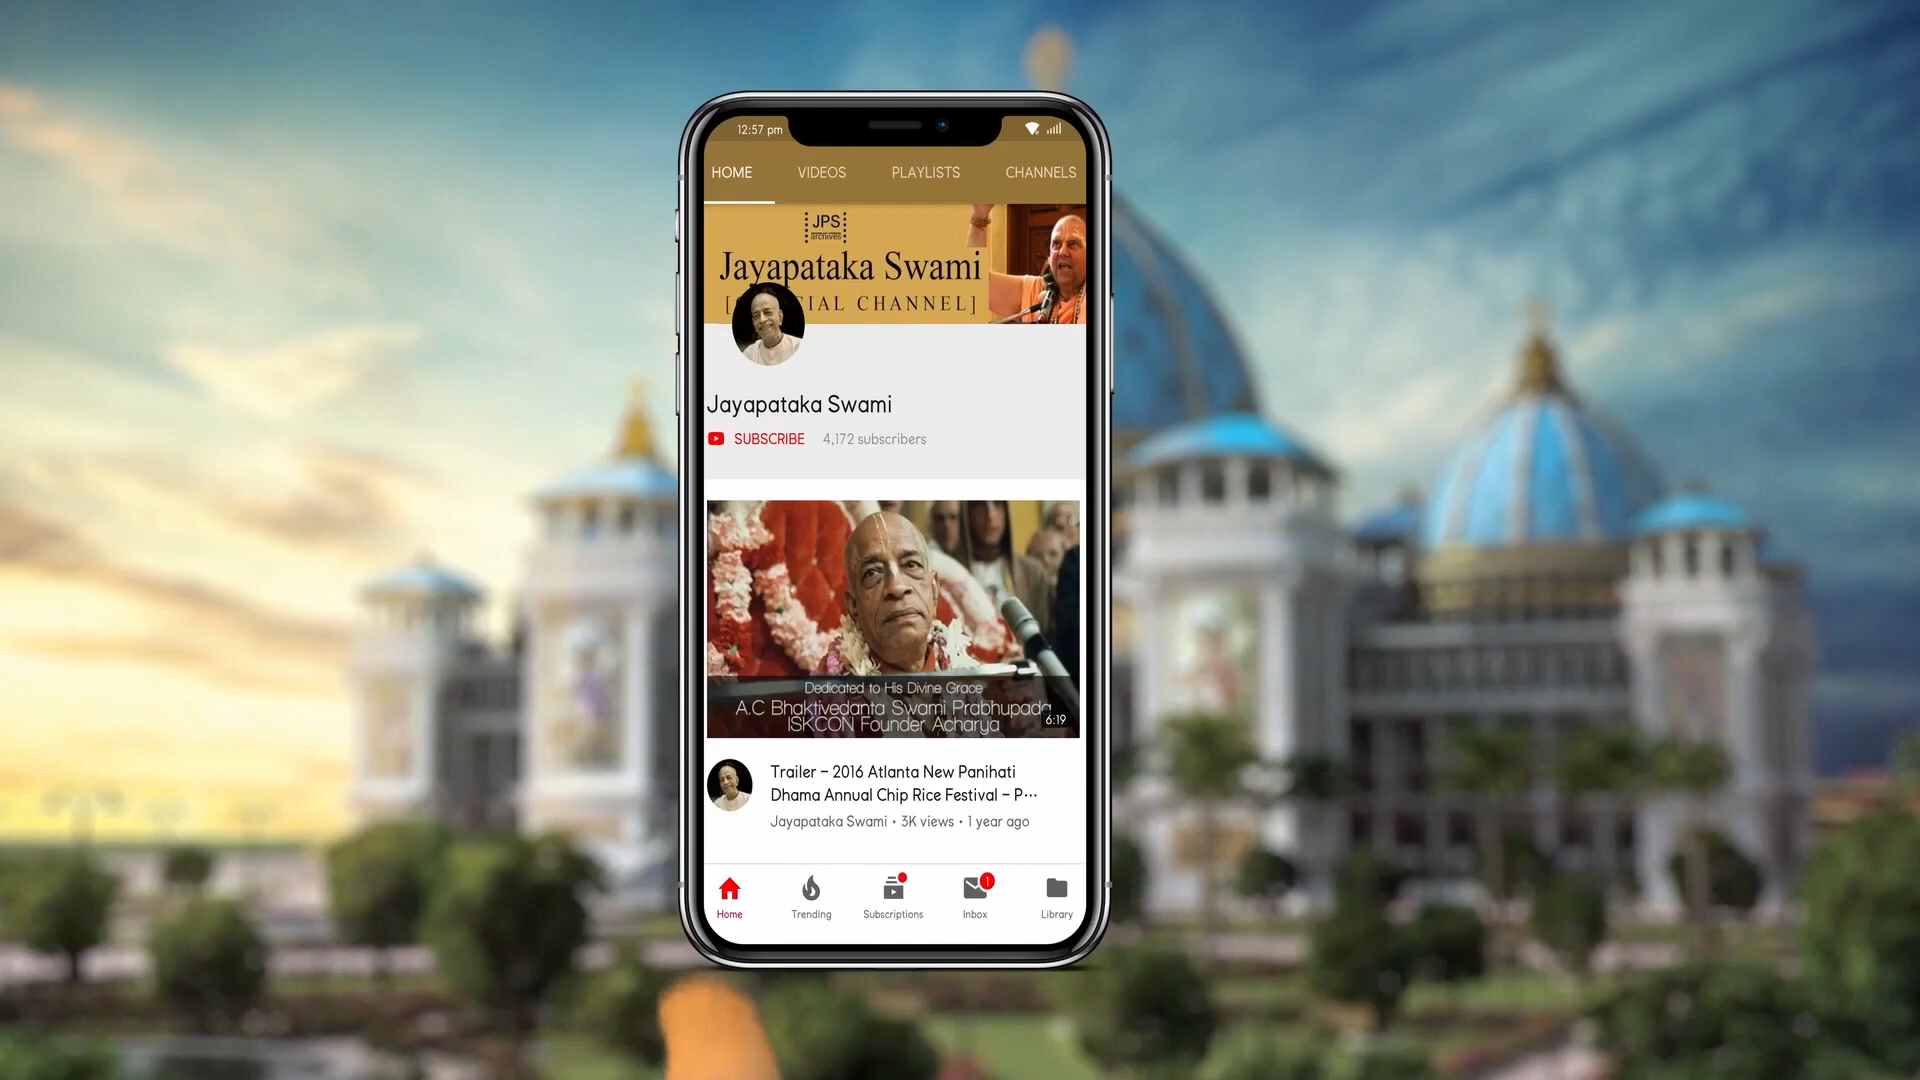 12:57 pm
HOME VIDEOS PLAYLISTS CHANNELS
JPS
archives
Jayapataka Swami
CIAL CHANNEL]
Jayapataka Swami
SUBSCRIBE 4,172 subscribers
Dedicated to His Divine Grace
A.C Bhaktivedanta Swami Prabhupada
ISKCON Founder Acharya
6:19
Trailer – 2016 Atlanta New Panihati
Dhama Annual Chip Rice Festival – P...
Jayapataka Swami • 3K views • 1 year ago
1
Home Trending Subscriptions Inbox Library